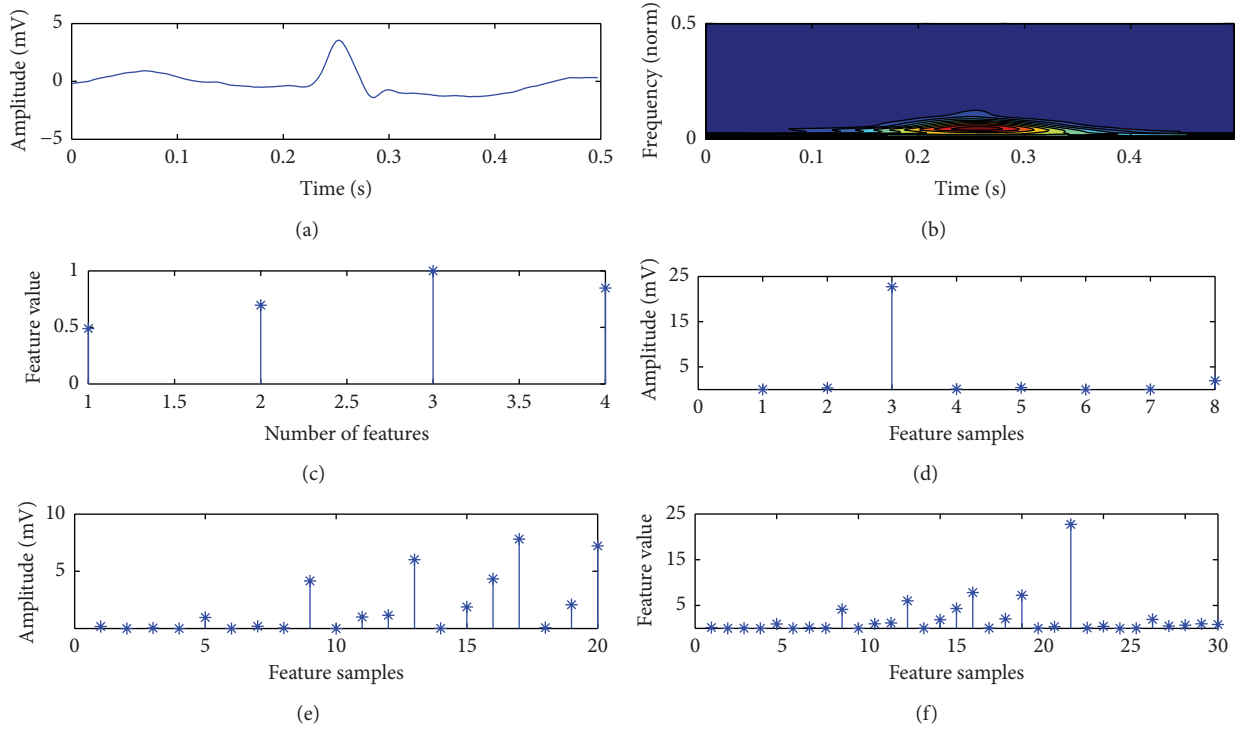 5
0
−5
Amplitude (mV)
0 0.1 0.2 0.3 0.4 0.5
Time (s)
(a)
0.5
0
Frequency (norm)
0 0.1 0.2 0.3 0.4
Time (s)
(b)
1
0.5
0
Feature value
1 1.5 2 2.5 3 3.5 4
Number of features
(c)
25
15
5
Amplitude (mV)
0 1 2 3 4 5 6 7 8
Feature samples
(d)
10
5
Amplitude (mV)
0 5 10 15 20
Feature samples
(e)
25
15
5
Feature value
0 5 10 15 20 25 30
Feature samples
(f)